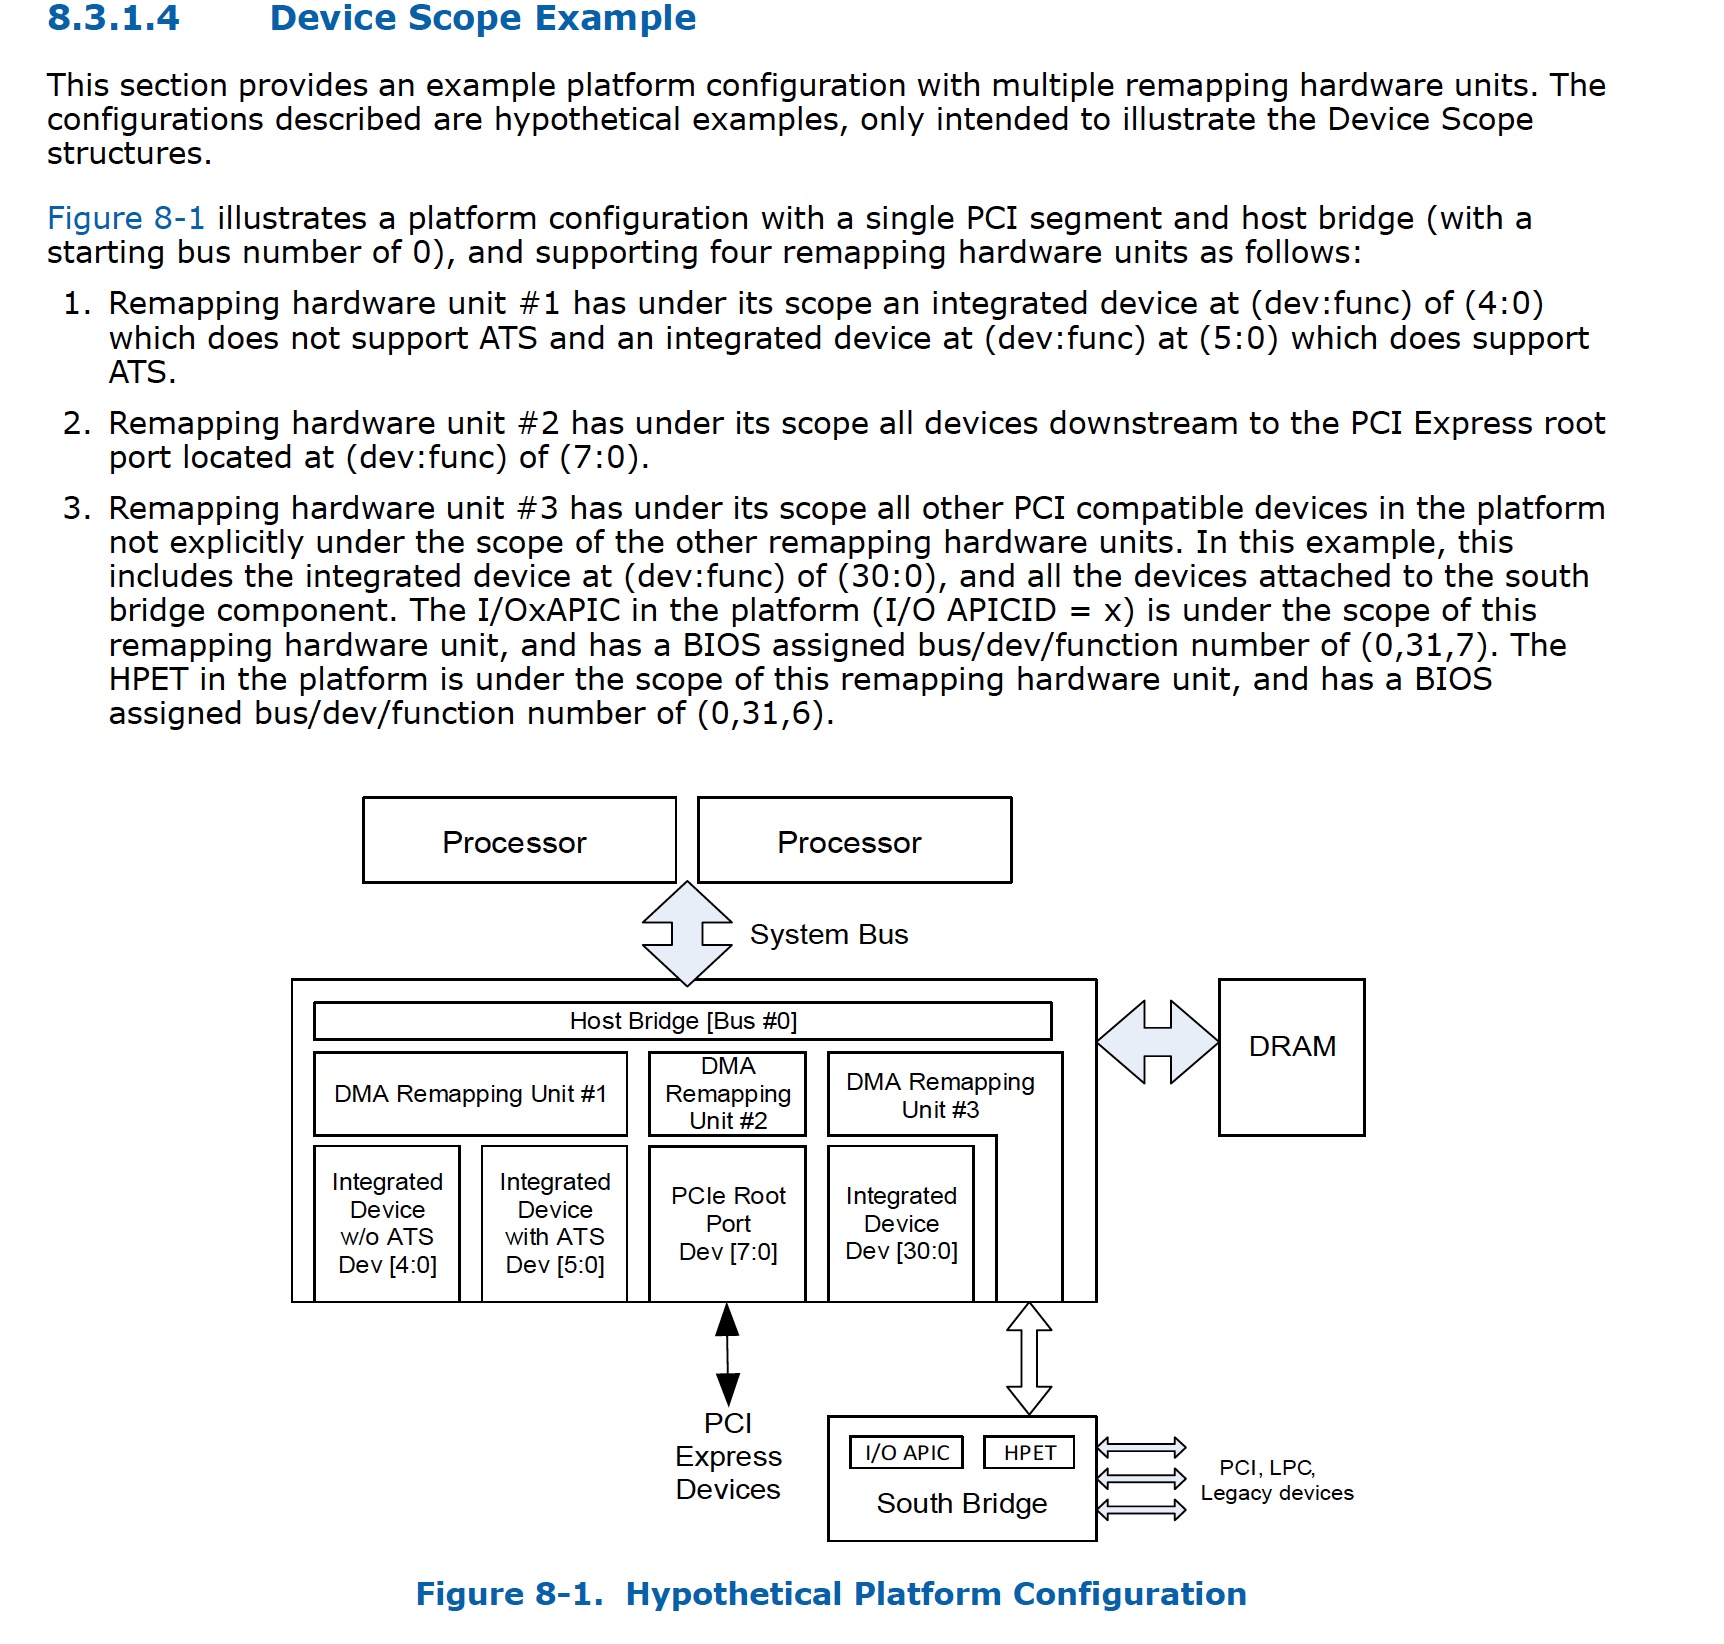 8.3.1.4 Device Scope Example
This section provides an example platform configuration with multiple remapping hardware units. The
configurations described are hypothetical examples, only intended to illustrate the Device Scope
structures.
Figure 8-1 illustrates a platform configuration with a single PCI segment and host bridge (with a
starting bus number of 0), and supporting four remapping hardware units as follows:
1. Remapping hardware unit #1 has under its scope an integrated device at (dev:func) of (4:0)
which does not support ATS and an integrated device at (dev:func) at (5:0) which does support
ATS.
2. Remapping hardware unit #2 has under its scope all devices downstream to the PCI Express root
port located at (dev:func) of (7:0).
3. Remapping hardware unit #3 has under its scope all other PCI compatible devices in the platform
not explicitly under the scope of the other remapping hardware units. In this example, this
includes the integrated device at (dev:func) of (30:0), and all the devices attached to the south
bridge component. The I/OxAPIC in the platform (I/O APICID = x) is under the scope of this
remapping hardware unit, and has a BIOS assigned bus/dev/function number of (0,31,7). The
HPET in the platform is under the scope of this remapping hardware unit, and has a BIOS
assigned bus/dev/function number of (0,31,6).
Processor
Processor
System Bus
Host Bridge [Bus #0]
DRAM
DMA Remapping Unit #1
DMA
Remapping
Unit #2
DMA Remapping
Unit #3
Integrated
Device
w/o ATS
Dev [4:0]
Integrated
Device
with ATS
Dev [5:0]
PCIe Root
Port
Dev [7:0]
Integrated
Device
Dev [30:0]
PCI
Express
Devices
I/O APIC
HPET
South Bridge
PCI, LPC,
Legacy devices
Figure 8-1. Hypothetical Platform Configuration